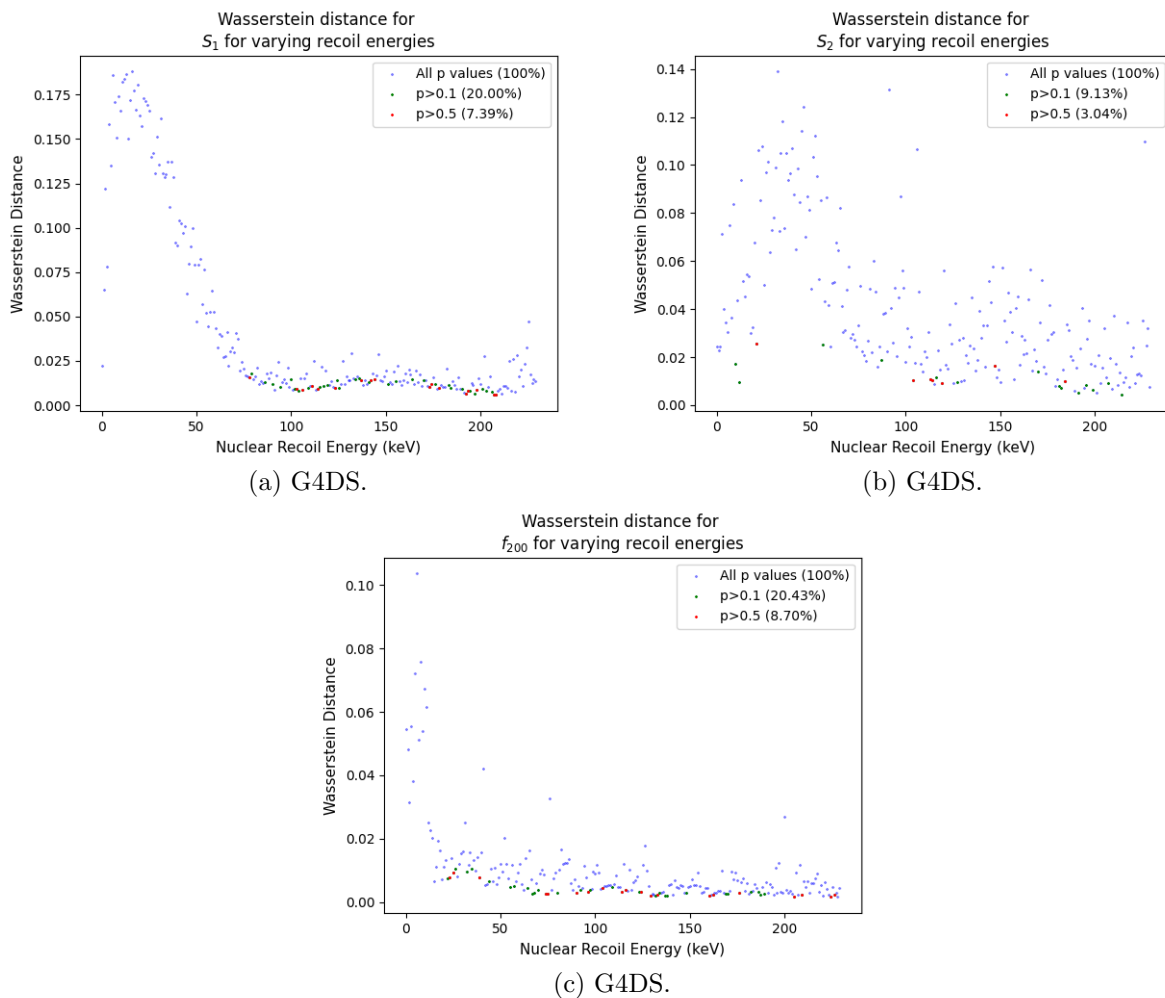 Wasserstein distance for
S₁ for varying recoil energies
All p values (100%)
p>0.1 (20.00%)
p>0.5 (7.39%)
Wasserstein Distance
0.175
0.150
0.125
0.100
0.075
0.050
0.025
0.000
0 50 100 150 200
Nuclear Recoil Energy (keV)
(a) G4DS.
Wasserstein distance for
S₂ for varying recoil energies
All p values (100%)
p>0.1 (9.13%)
p>0.5 (3.04%)
Wasserstein Distance
0.14
0.12
0.10
0.08
0.06
0.04
0.02
0.00
0 50 100 150 200
Nuclear Recoil Energy (keV)
(b) G4DS.
Wasserstein distance for
f₂₀₀ for varying recoil energies
All p values (100%)
p>0.1 (20.43%)
p>0.5 (8.70%)
Wasserstein Distance
0.10
0.08
0.06
0.04
0.02
0.00
0 50 100 150 200
Nuclear Recoil Energy (keV)
(c) G4DS.